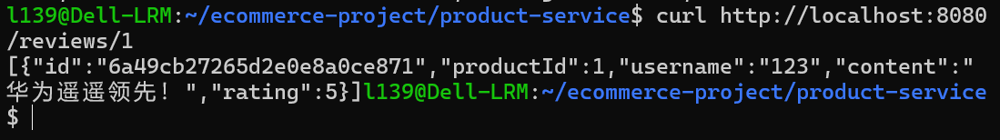 l139@Dell-LRM:~/ecommerce-project/product-service$ curl http://localhost:8080
/reviews/1
[{"id":"6a49cb27265d2e0e8a0ce871","productId":1,"username":"123","content":"
华为遥遥领先！","rating":5}]l139@Dell-LRM:~/ecommerce-project/product-service
$